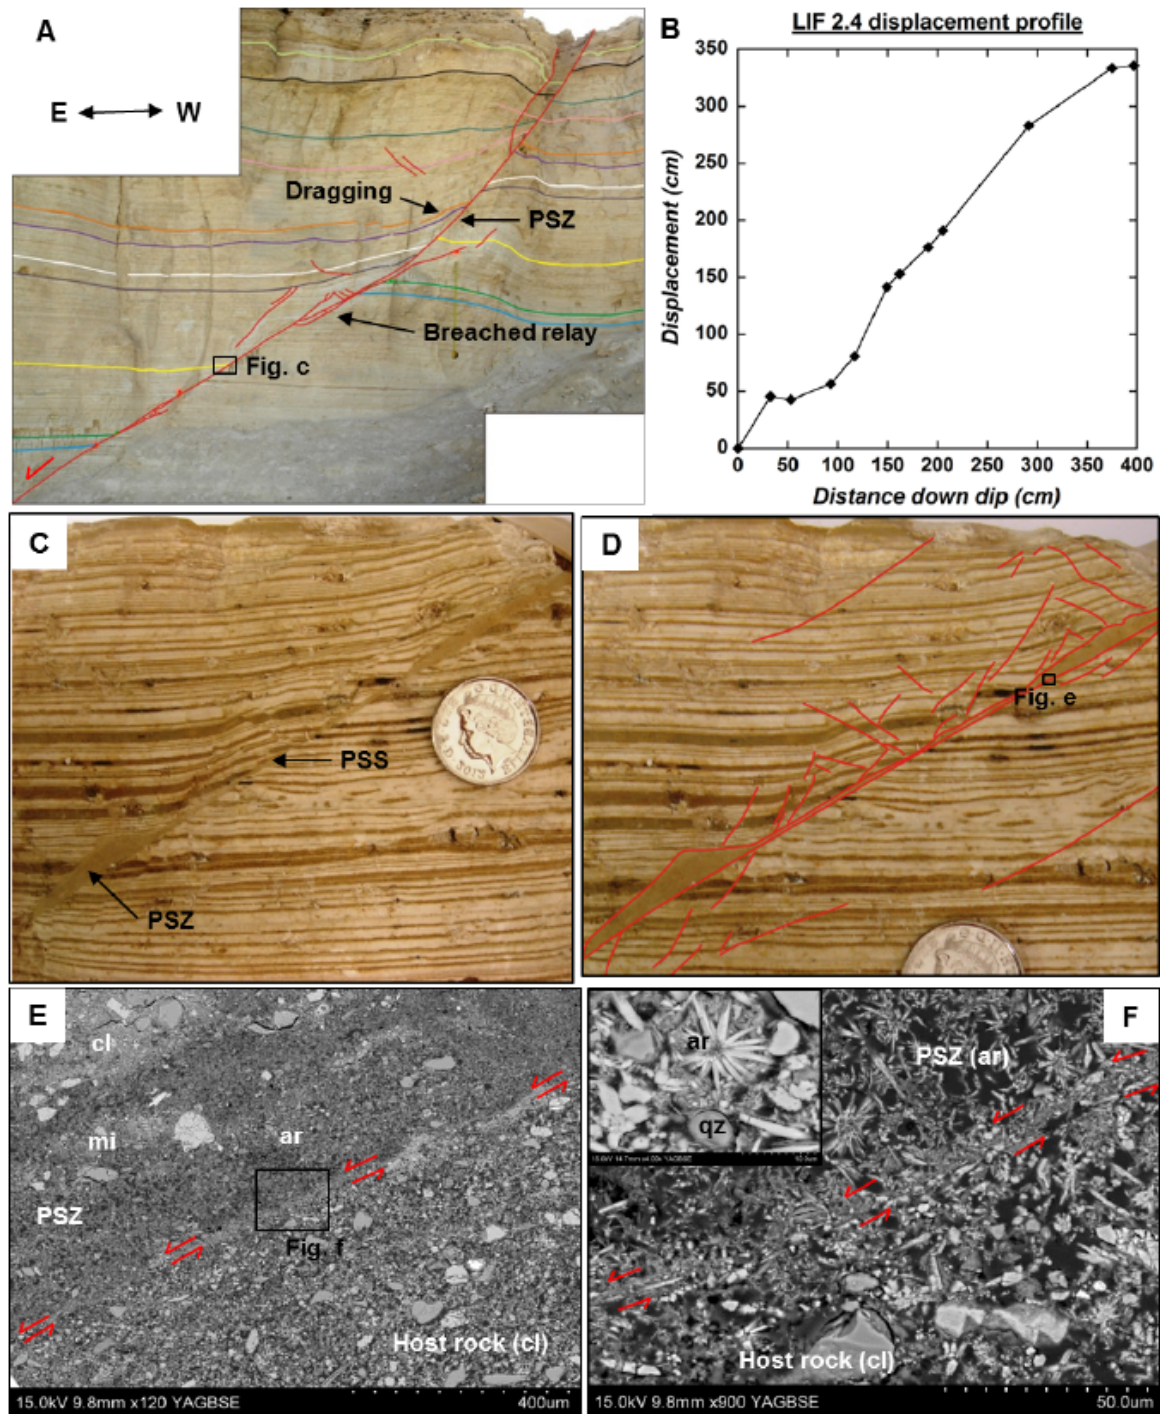 A
E
W
Dragging
PSZ
Breached relay
Fig. c
B
LIF 2.4 displacement profile
350
300
250
200
150
100
50
0
Displacement (cm)
0 50 100 150 200 250 300 350 400
Distance down dip (cm)
C
PSS
PSZ
2012
D
Fig. e
E
cl
mi
ar
PSZ
Fig. f
Host rock (cl)
15.0kV 9.8mm x120 YAGBSE 400um
F
ar
qz
PSZ (ar)
Host rock (cl)
15.0kV 9.8mm x900 YAGBSE 50.0um